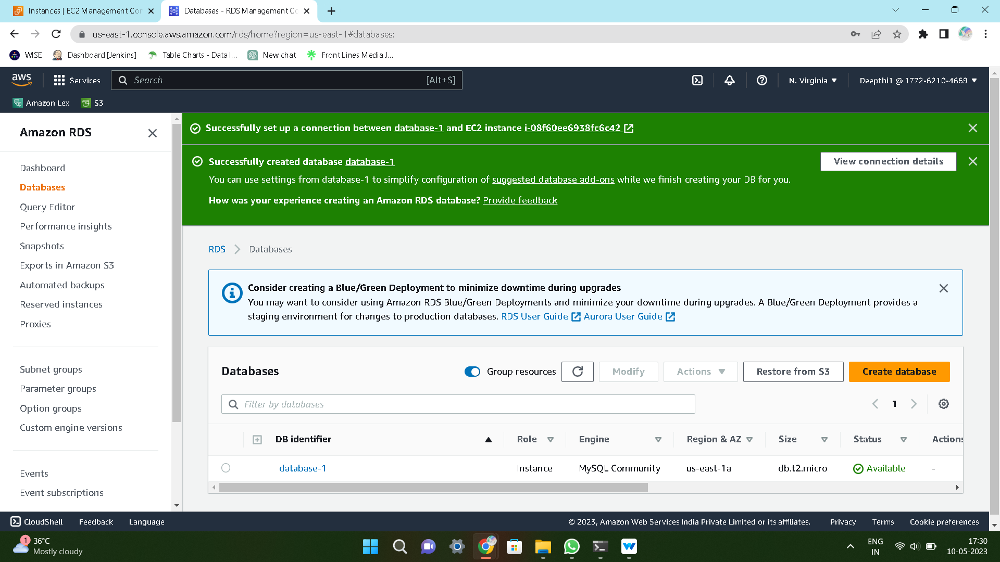 Instances | EC2 Management Con
Databases - RDS Management Co
us-east-1.console.aws.amazon.com/rds/home?region=us-east-1#databases:
WISE
Dashboard [Jenkins]
Table Charts - Data I...
New chat
FrontLines Media J...
aws
Services
Search
[Alt+S]
N. Virginia
Deepthi1 @ 1772-6210-4669
Amazon Lex
S3
Amazon RDS
Dashboard
Databases
Query Editor
Performance insights
Snapshots
Exports in Amazon S3
Automated backups
Reserved instances
Proxies
Subnet groups
Parameter groups
Option groups
Custom engine versions
Events
Event subscriptions
Successfully set up a connection between database-1 and EC2 instance i-08f60ee6938fc6c42
Successfully created database database-1
View connection details
You can use settings from database-1 to simplify configuration of suggested database add-ons while we finish creating your DB for you.
How was your experience creating an Amazon RDS database? Provide feedback
RDS
Databases
Consider creating a Blue/Green Deployment to minimize downtime during upgrades
You may want to consider using Amazon RDS Blue/Green Deployments and minimize your downtime during upgrades. A Blue/Green Deployment provides a
staging environment for changes to production databases. RDS User Guide Aurora User Guide
Databases
Group resources
Modify
Actions
Restore from S3
Create database
Filter by databases
1
DB identifier
Role
Engine
Region & AZ
Size
Status
Actions
database-1
Instance
MySQL Community
us-east-1a
db.t2.micro
Available
-
CloudShell
Feedback
Language
© 2023, Amazon Web Services India Private Limited or its affiliates.
Privacy
Terms
Cookie preferences
1
36°C
Mostly cloudy
ENG
IN
17:30
10-05-2023